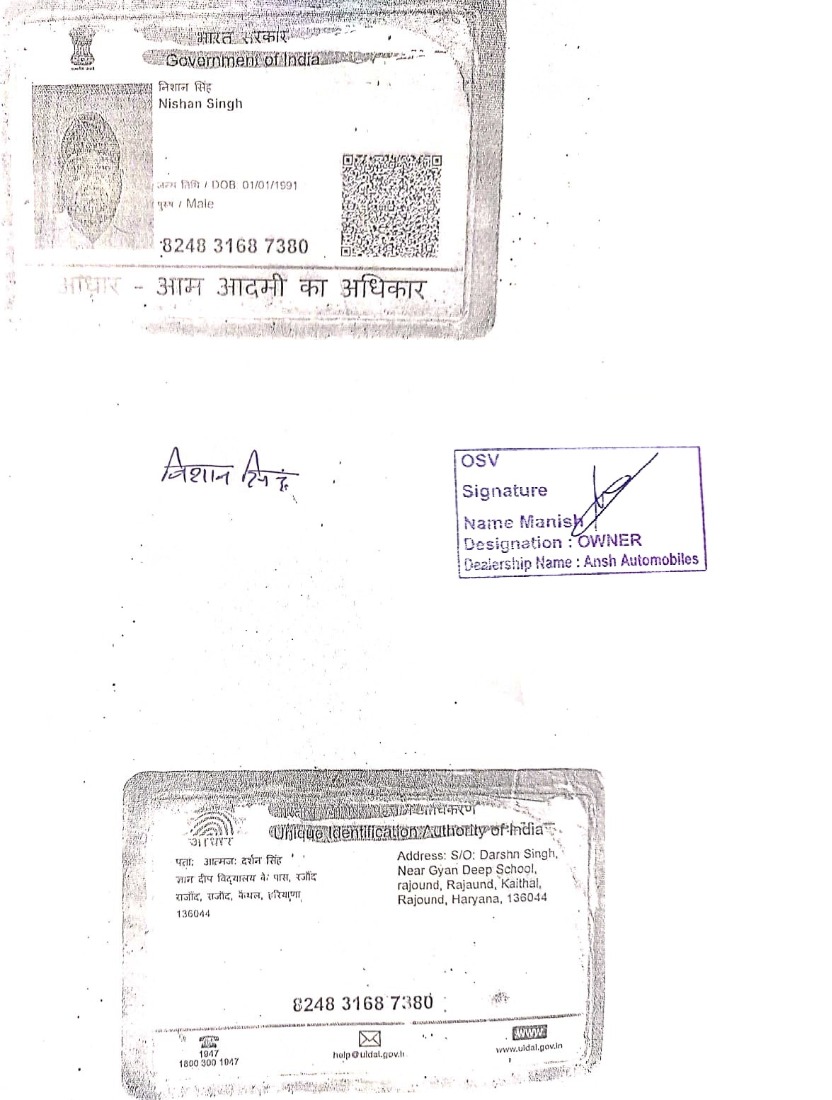 भारत सरकार
Government of India
निशान सिंह
Nishan Singh
जन्म तिथि / DOB 01/01/1991
पुरुष / Male
8248 3168 7380
आधार - आम आदमी का अधिकार
निशान सिंह
OSV
Signature
Name Manish
Designation : OWNER
Dealership Name : Ansh Automobiles
Unique Identification Authority of India
आधार
पता: आत्मज: दर्शन सिंह
ज्ञान दीप विद्यालय के पास, रजौंद
राजौंद, कैथल, हरियाणा
136044
Address: S/O: Darshn Singh,
Near Gyan Deep School,
rajound, Rajaund, Kaithal,
Rajound, Haryana, 136044
8248 3168 7380
1947
1800 300 1947
help@uidai.gov.in
www
www.uidai.gov.in